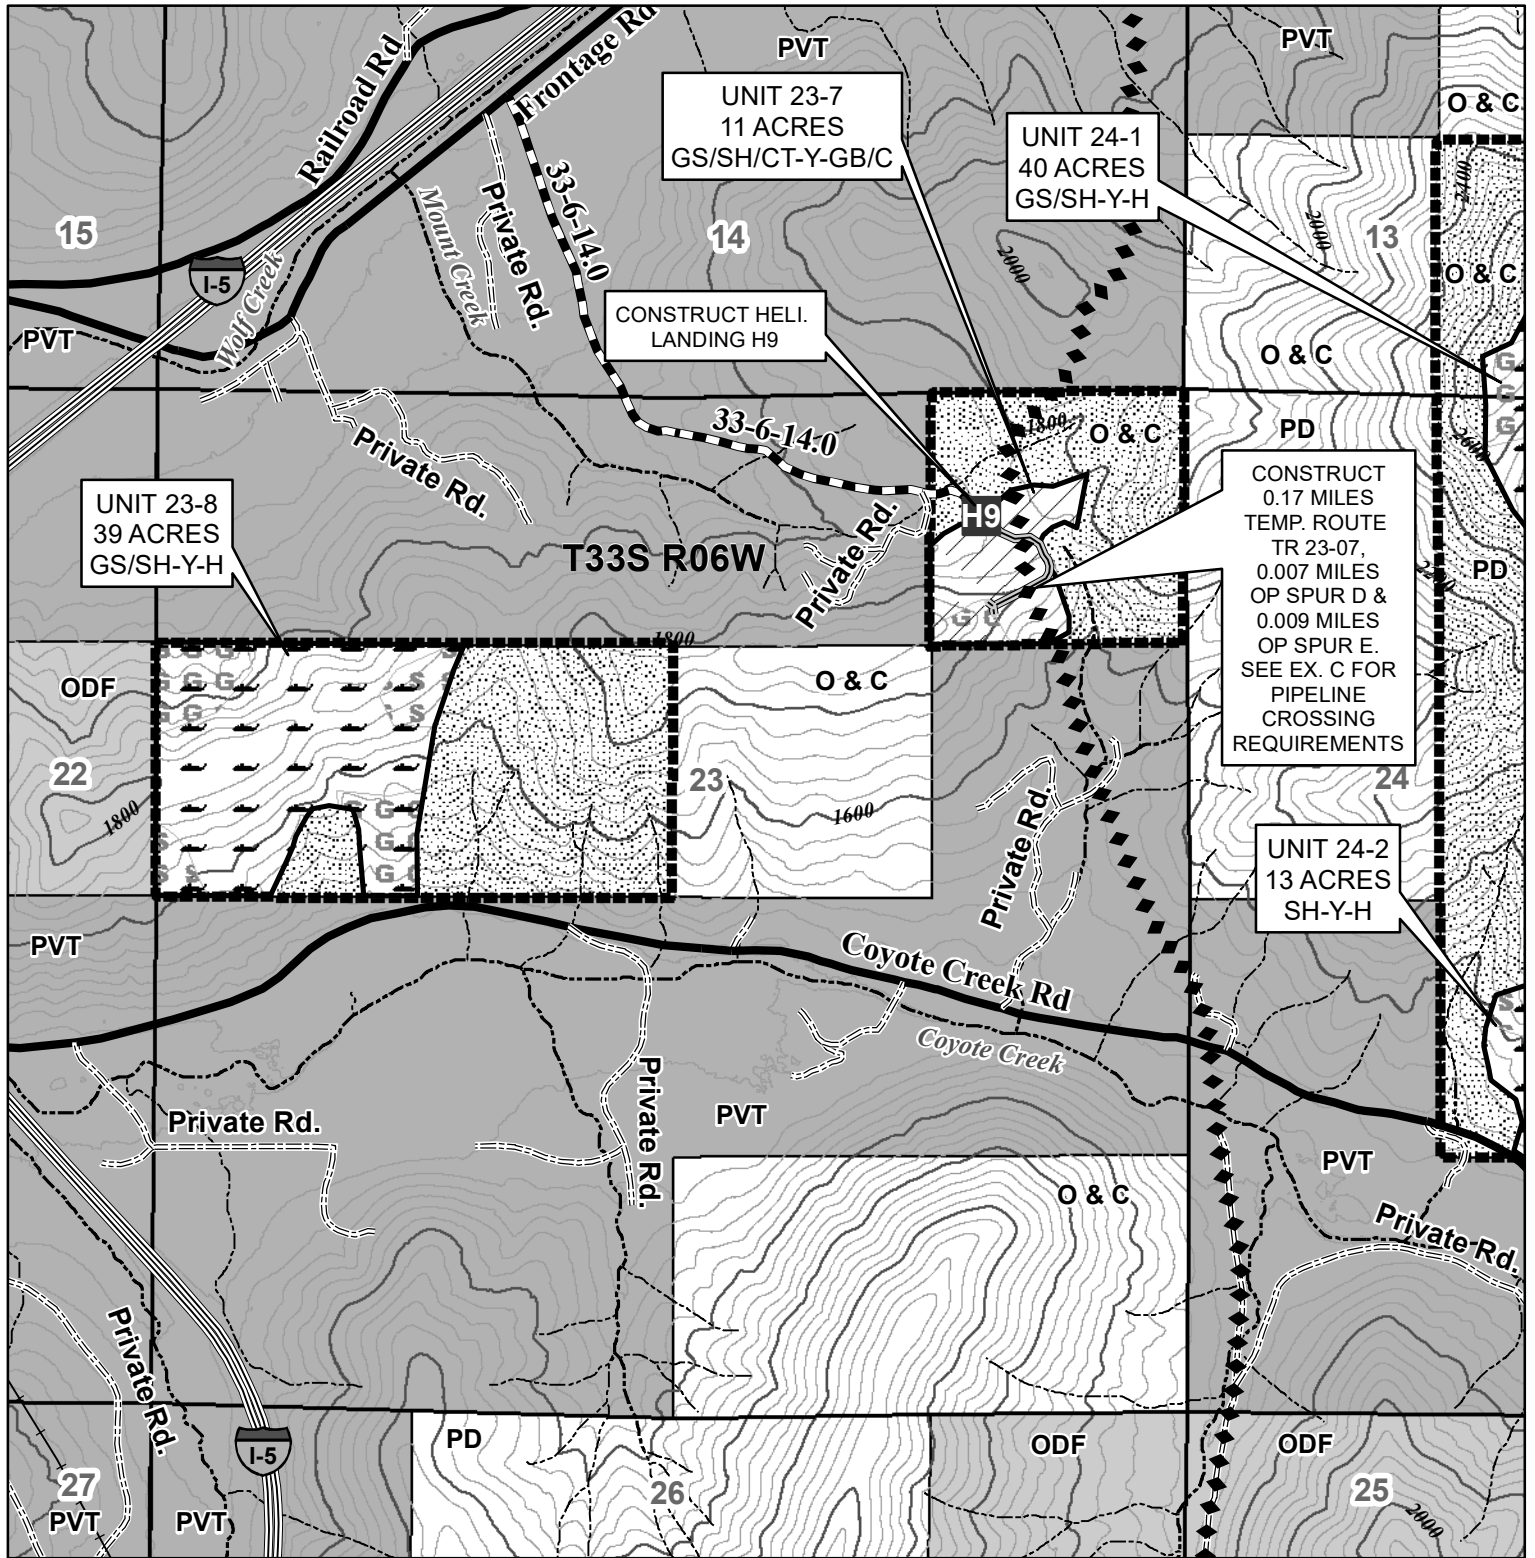 PVT
PVT
Railroad Rd
Frontage Rd
O & C
UNIT 23-7
11 ACRES
GS/SH/CT-Y-GB/C
UNIT 24-1
40 ACRES
GS/SH-Y-H
2400
15
33-6-14.0
Private Rd.
Mount Creek
14
2000
13
2000
I-5
Wolf Creek
O & C
CONSTRUCT HELI.
LANDING H9
PVT
O & C
G
G
G
33-6-14.0
1800
O & C
PD
2600
Private Rd.
UNIT 23-8
39 ACRES
GS/SH-Y-H
CONSTRUCT
0.17 MILES
TEMP. ROUTE
TR 23-07,
0.007 MILES
OP SPUR D &
0.009 MILES
OP SPUR E.
SEE EX. C FOR
PIPELINE
CROSSING
REQUIREMENTS
H9
T33S R06W
Private Rd.
PD
G C
1800
ODF
G G G
G G G S
G G S
O & C
22
1800
23
1600
24
G
G
G G
S
S S
Private Rd.
UNIT 24-2
13 ACRES
SH-Y-H
PVT
Coyote Creek Rd
S
Coyote Creek
Private Rd.
Private Rd.
PVT
PVT
O & C
Private Rd.
Private Rd.
I-5
PD
ODF
ODF
27
PVT
PVT
26
25
2000